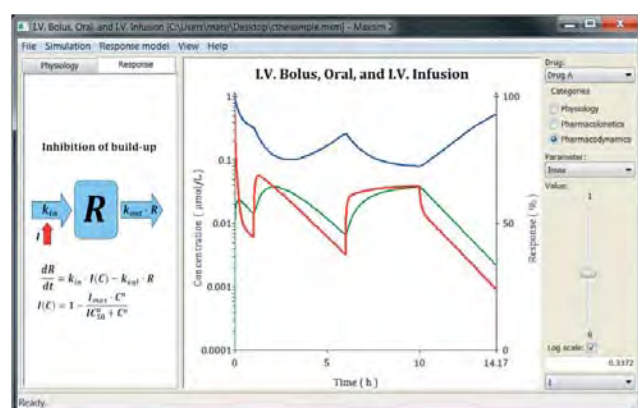 I.V. Bolus, Oral, and I.V. Infusion [C:\Users\mats\Desktop\cthe\sample.mxm] - Maxsim 2
File Simulation Response model View Help
Physiology Response
Inhibition of build-up
k_in R k_out · R
I
dR/dt = k_in · I(C) − k_out · R
I(C) = 1 − I_max · C^n / IC_50^n + C^n
I.V. Bolus, Oral, and I.V. Infusion
Concentration ( μmol/L )
1
0.1
0.01
0.001
0.0001
0 5 10 14.17
Time ( h )
100
50
0
Response ( % )
Drug:
Drug A
Categories
Physiology
Pharmacokinetics
Pharmacodynamics
Parameter:
Imax
Value:
1
0
Log scale:
0.3372
1
Ready.